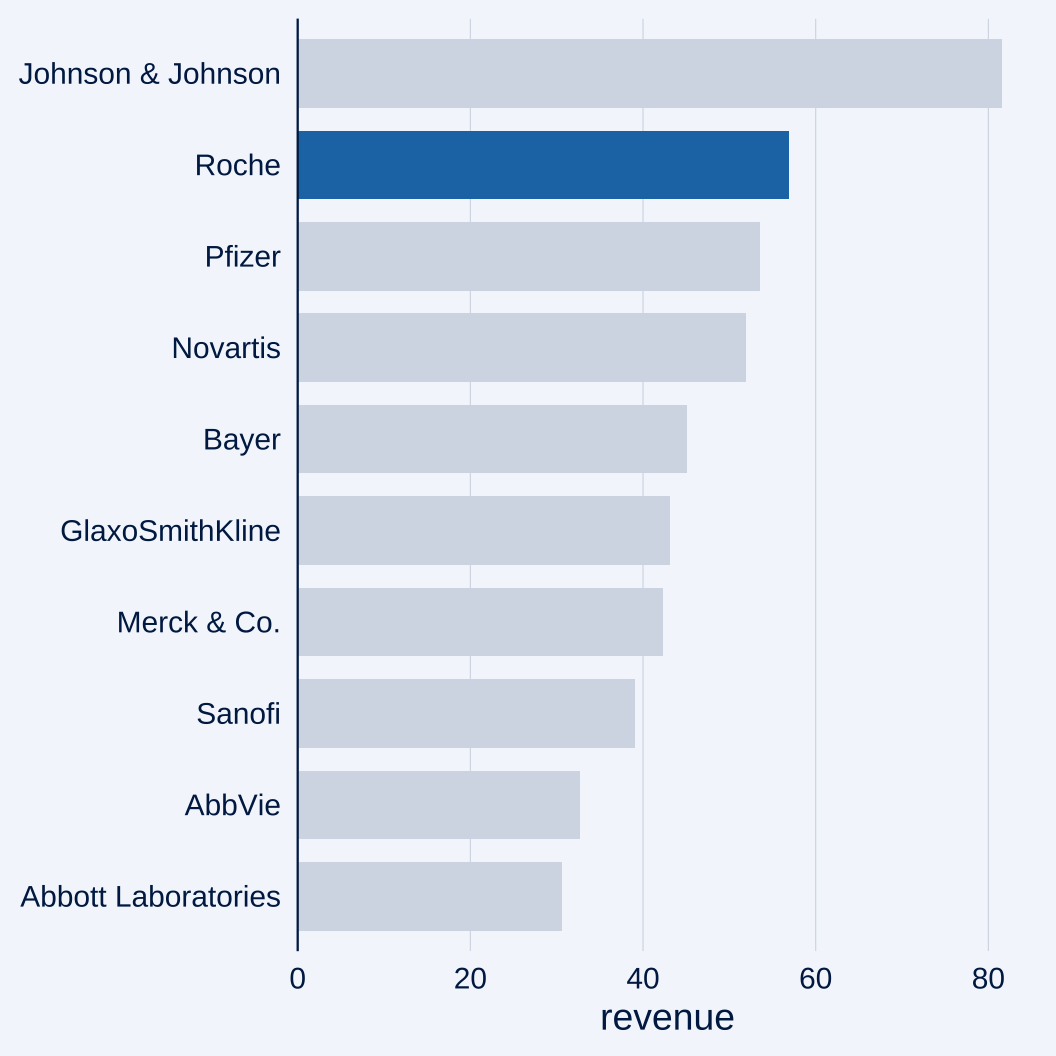 Johnson & Johnson
Roche
Pfizer
Novartis
Bayer
GlaxoSmithKline
Merck & Co.
Sanofi
AbbVie
Abbott Laboratories
0 20 40 60 80
revenue